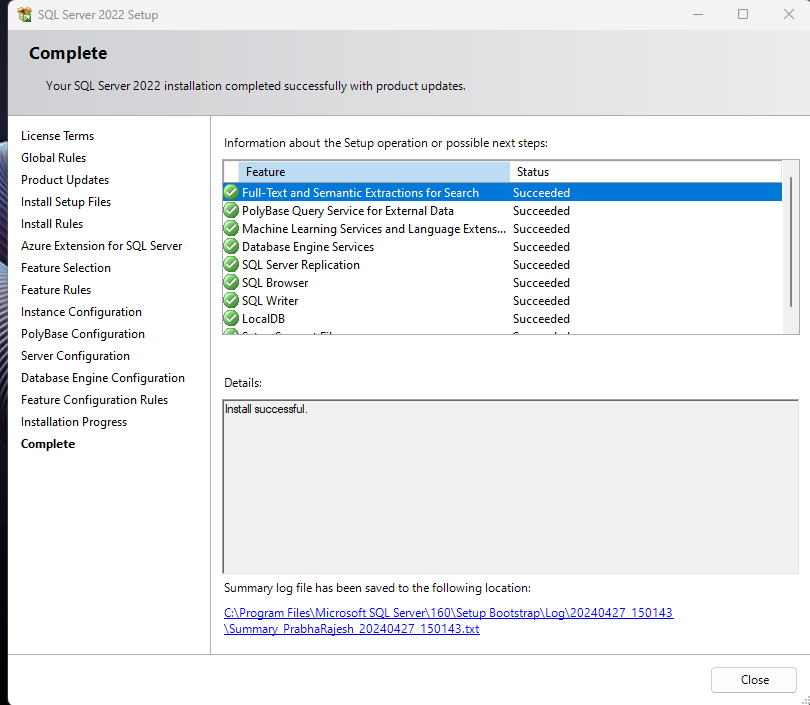 SQL Server 2022 Setup
Complete
Your SQL Server 2022 installation completed successfully with product updates.
License Terms
Global Rules
Product Updates
Install Setup Files
Install Rules
Azure Extension for SQL Server
Feature Selection
Feature Rules
Instance Configuration
PolyBase Configuration
Server Configuration
Database Engine Configuration
Feature Configuration Rules
Installation Progress
Complete
Information about the Setup operation or possible next steps:
Feature Status
Full-Text and Semantic Extractions for Search Succeeded
PolyBase Query Service for External Data Succeeded
Machine Learning Services and Language Extens... Succeeded
Database Engine Services Succeeded
SQL Server Replication Succeeded
SQL Browser Succeeded
SQL Writer Succeeded
LocalDB Succeeded
Details:
Install successful.
Summary log file has been saved to the following location:
C:\Program Files\Microsoft SQL Server\160\Setup Bootstrap\Log\20240427_150143
\Summary_PrabhaRajesh_20240427_150143.txt
Close